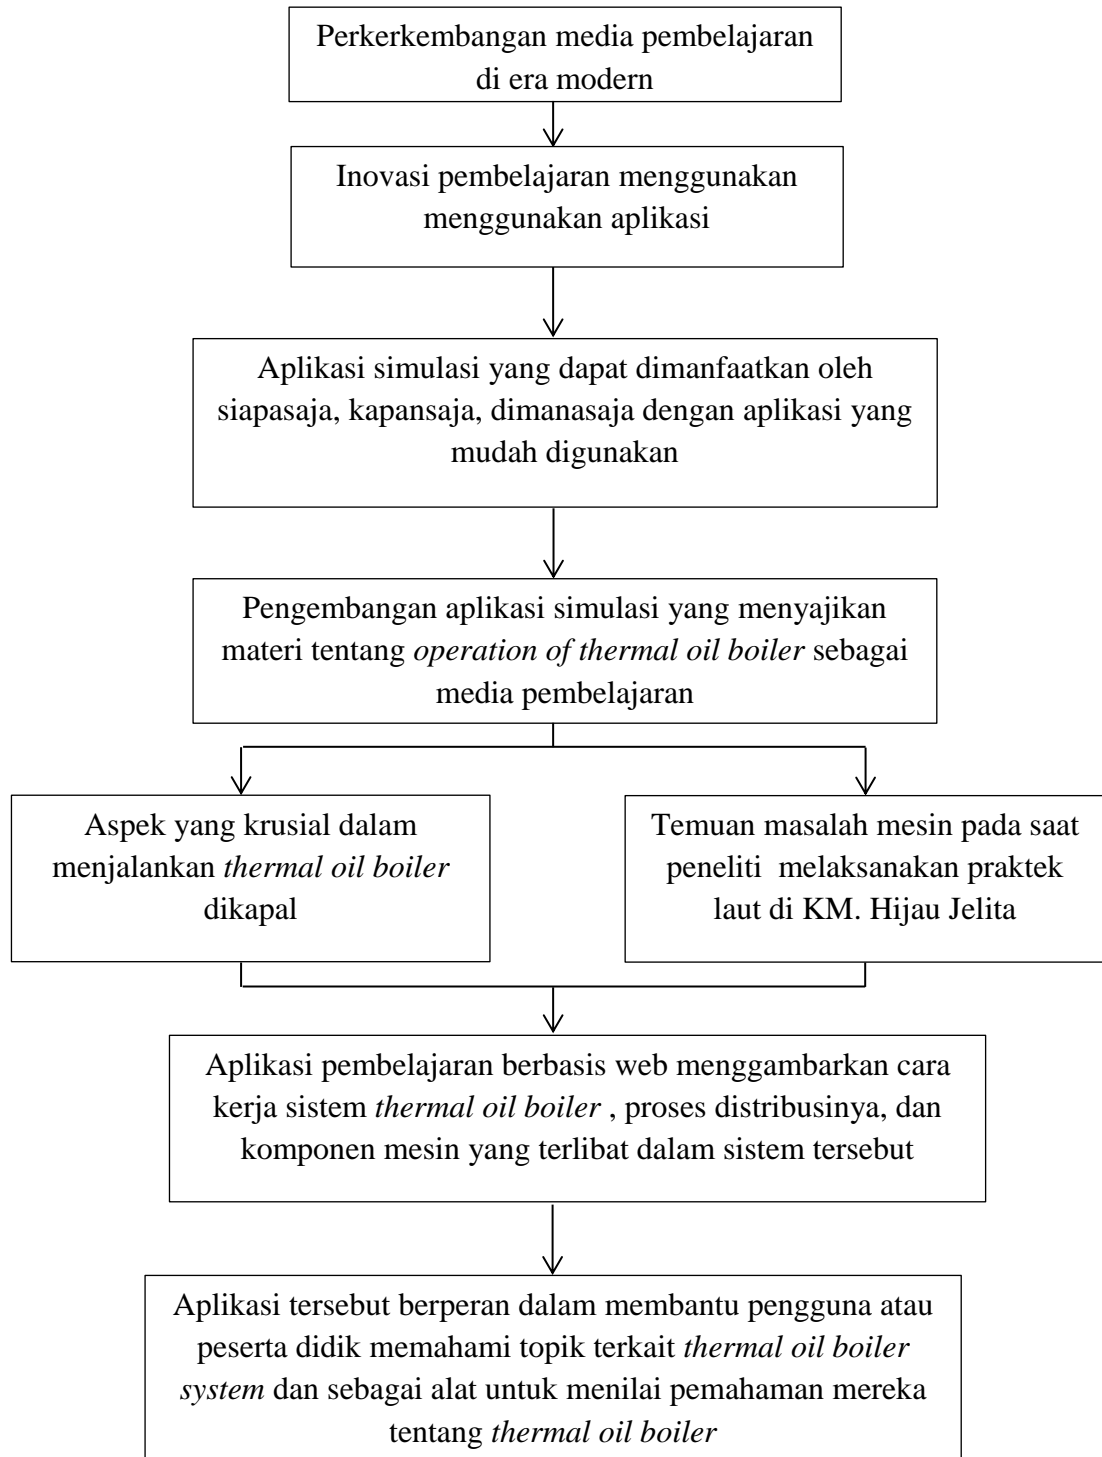 Perkerkembangan media pembelajaran
di era modern
Inovasi pembelajaran menggunakan
menggunakan aplikasi
Aplikasi simulasi yang dapat dimanfaatkan oleh
siapasaja, kapansaja, dimanasaja dengan aplikasi yang
mudah digunakan
Pengembangan aplikasi simulasi yang menyajikan
materi tentang operation of thermal oil boiler sebagai
media pembelajaran
Aspek yang krusial dalam
menjalankan thermal oil boiler
dikapal
Temuan masalah mesin pada saat
peneliti  melaksanakan praktek
laut di KM. Hijau Jelita
Aplikasi pembelajaran berbasis web menggambarkan cara
kerja sistem thermal oil boiler , proses distribusinya, dan
komponen mesin yang terlibat dalam sistem tersebut
Aplikasi tersebut berperan dalam membantu pengguna atau
peserta didik memahami topik terkait thermal oil boiler
system dan sebagai alat untuk menilai pemahaman mereka
tentang thermal oil boiler